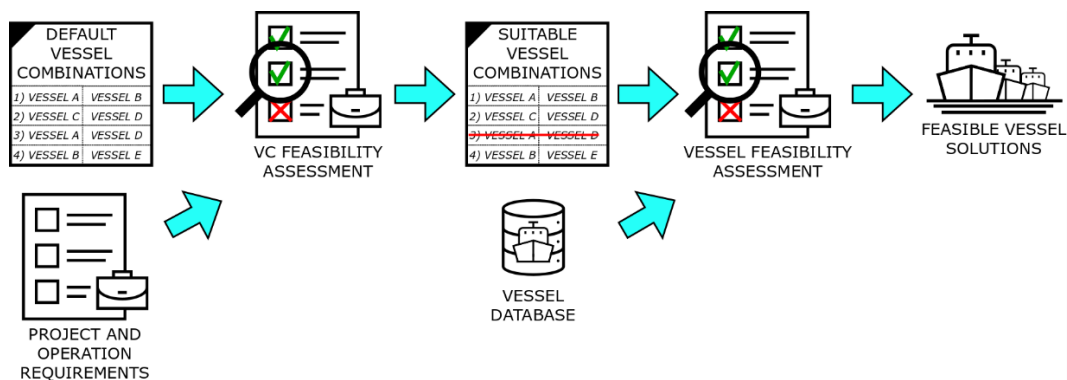 DEFAULT
VESSEL
COMBINATIONS
1) VESSEL A VESSEL B
2) VESSEL C VESSEL D
3) VESSEL A VESSEL D
4) VESSEL B VESSEL E
VC FEASIBILITY
ASSESSMENT
SUITABLE
VESSEL
COMBINATIONS
1) VESSEL A VESSEL B
2) VESSEL C VESSEL D
3) VESSEL A VESSEL D
4) VESSEL B VESSEL E
VESSEL FEASIBILITY
ASSESSMENT
FEASIBLE VESSEL
SOLUTIONS
PROJECT AND
OPERATION
REQUIREMENTS
VESSEL
DATABASE